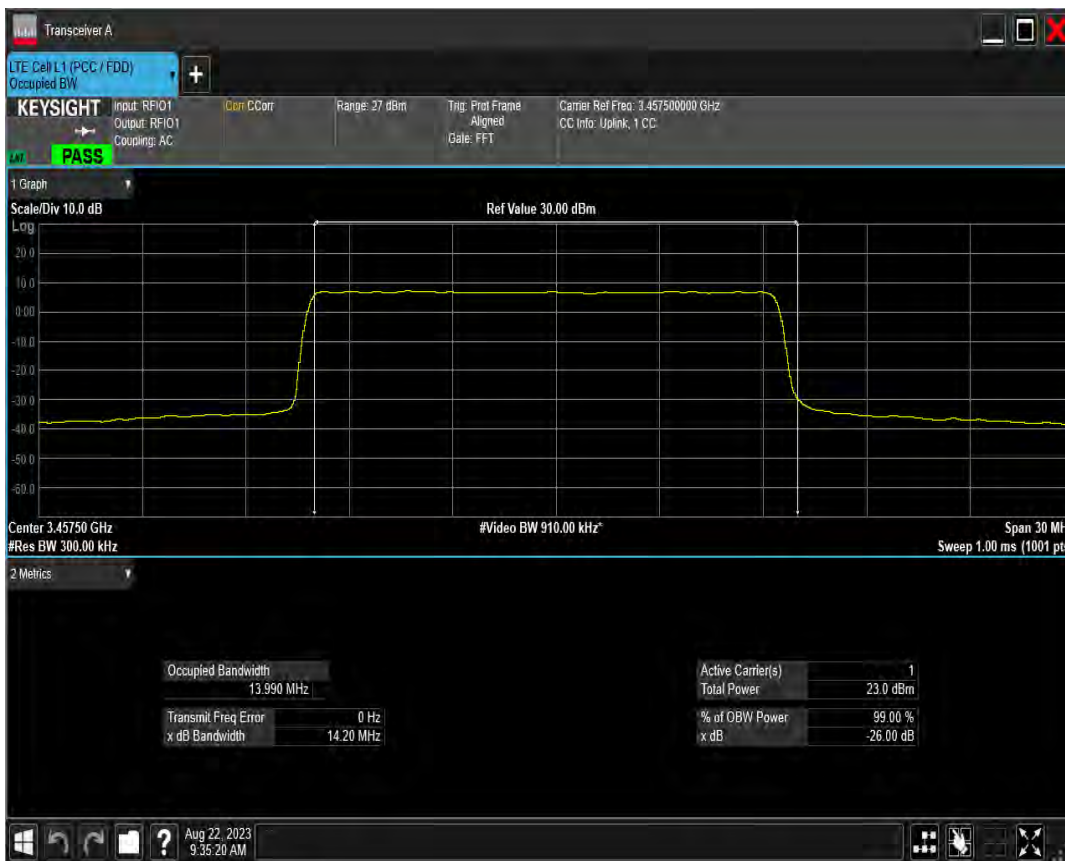 Transceiver A
LTE Cell L1 (PCC / FDD)
Occupied BW
KEYSIGHT
PASS
Input: RFIO1
Output: RFIO1
Coupling: AC
Corr CCorr
Range: 27 dBm
Trig: Prot Frame
Aligned
Gate: FFT
Carrier Ref Freq: 3.457500000 GHz
CC Info: Uplink, 1 CC
1 Graph
Scale/Div 10.0 dB
Ref Value 30.00 dBm
Log
20.0
10.0
0.00
-10.0
-20.0
-30.0
-40.0
-50.0
-60.0
Center 3.45750 GHz
#Video BW 910.00 kHz*
Span 30 MH
#Res BW 300.00 kHz
Sweep 1.00 ms (1001 pts
2 Metrics
Occupied Bandwidth
13.990 MHz
Transmit Freq Error 0 Hz
x dB Bandwidth 14.20 MHz
Active Carrier(s) 1
Total Power 23.0 dBm
% of OBW Power 99.00 %
x dB -26.00 dB
Aug 22, 2023
9:35:20 AM